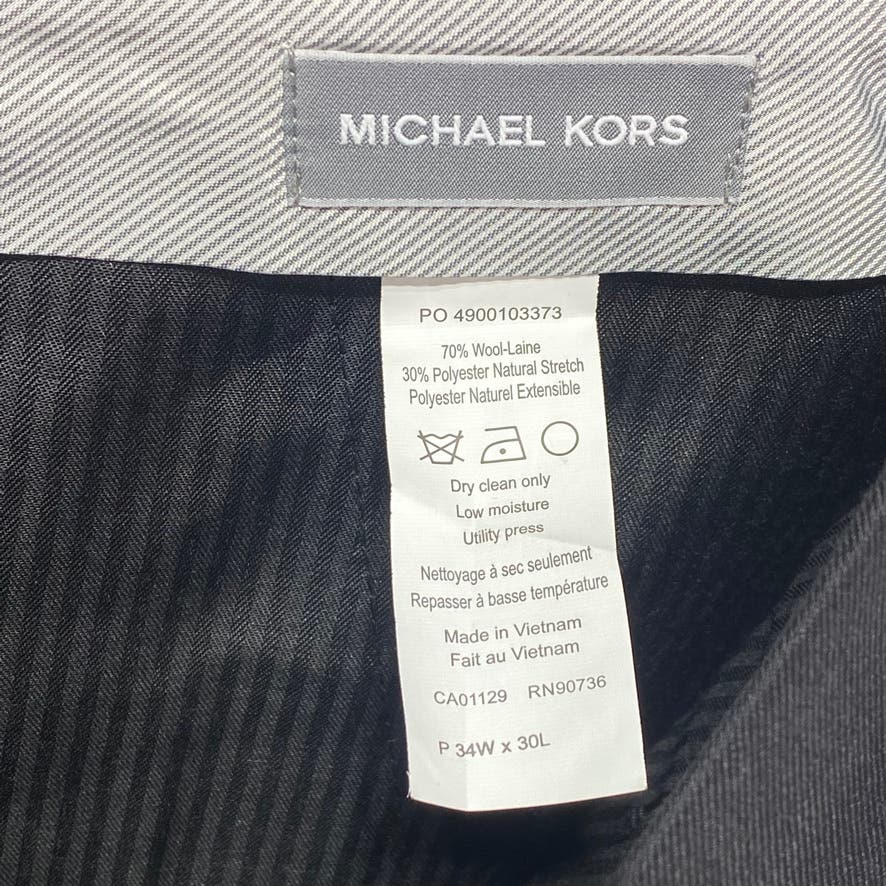 MICHAEL KORS
PO 4900103373
70% Wool-Laine
30% Polyester Natural Stretch
Polyester Naturel Extensible
Dry clean only
Low moisture
Utility press
Nettoyage à sec seulement
Repasser à basse température
Made in Vietnam
Fait au Vietnam
CA01129 RN90736
P 34W x 30L